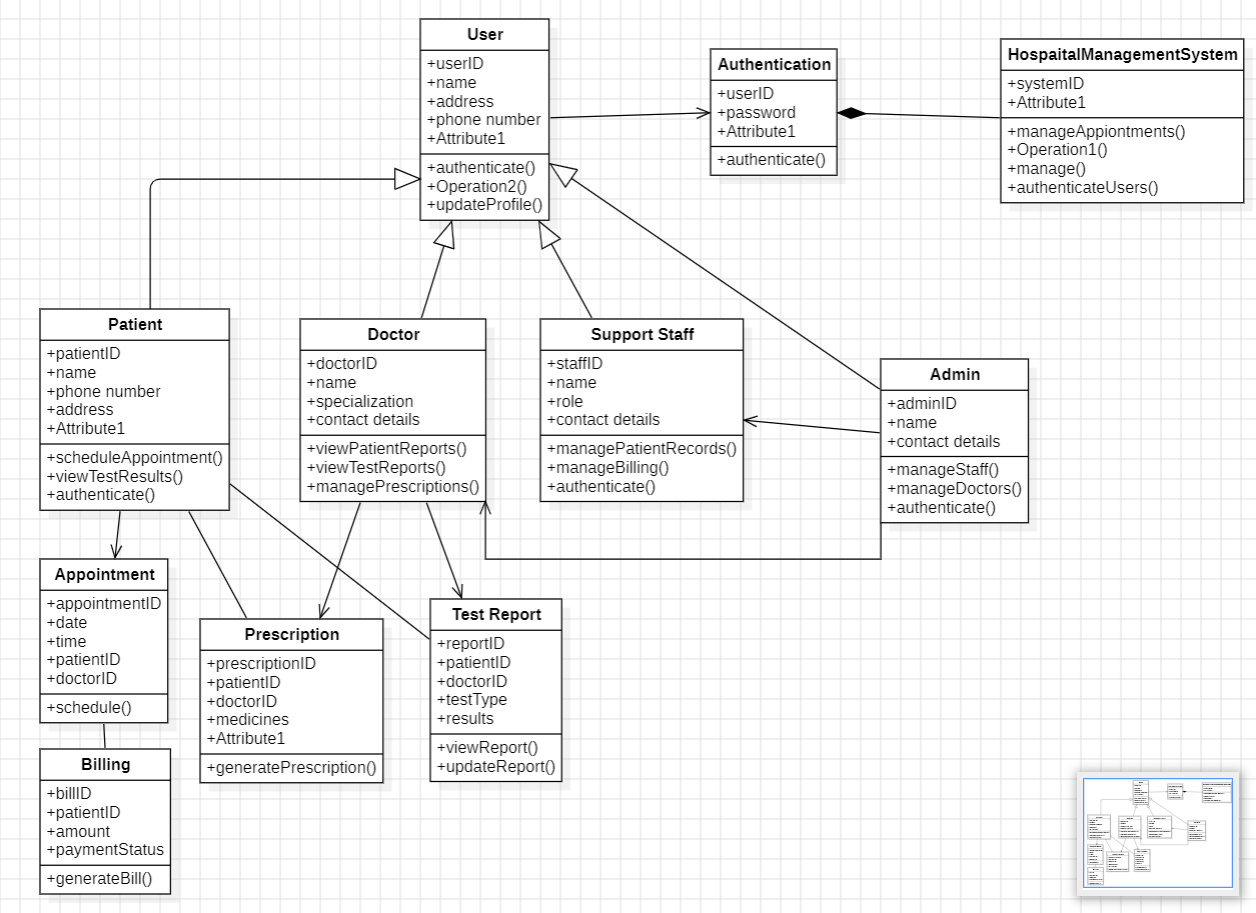 User
+userID
+name
+address
+phone number
+Attribute1
+authenticate()
+Operation2()
+updateProfile()
Authentication
+userID
+password
+Attribute1
+authenticate()
HospaitalManagementSystem
+systemID
+Attribute1
+manageAppiontments()
+Operation1()
+manage()
+authenticateUsers()
Patient
+patientID
+name
+phone number
+address
+Attribute1
+scheduleAppointment()
+viewTestResults()
+authenticate()
Doctor
+doctorID
+name
+specialization
+contact details
+viewPatientReports()
+viewTestReports()
+managePrescriptions()
Support Staff
+staffID
+name
+role
+contact details
+managePatientRecords()
+manageBilling()
+authenticate()
Admin
+adminID
+name
+contact details
+manageStaff()
+manageDoctors()
+authenticate()
Appointment
+appointmentID
+date
+time
+patientID
+doctorID
+schedule()
Prescription
+prescriptionID
+patientID
+doctorID
+medicines
+Attribute1
+generatePrescription()
Test Report
+reportID
+patientID
+doctorID
+testType
+results
+viewReport()
+updateReport()
Billing
+billID
+patientID
+amount
+paymentStatus
+generateBill()